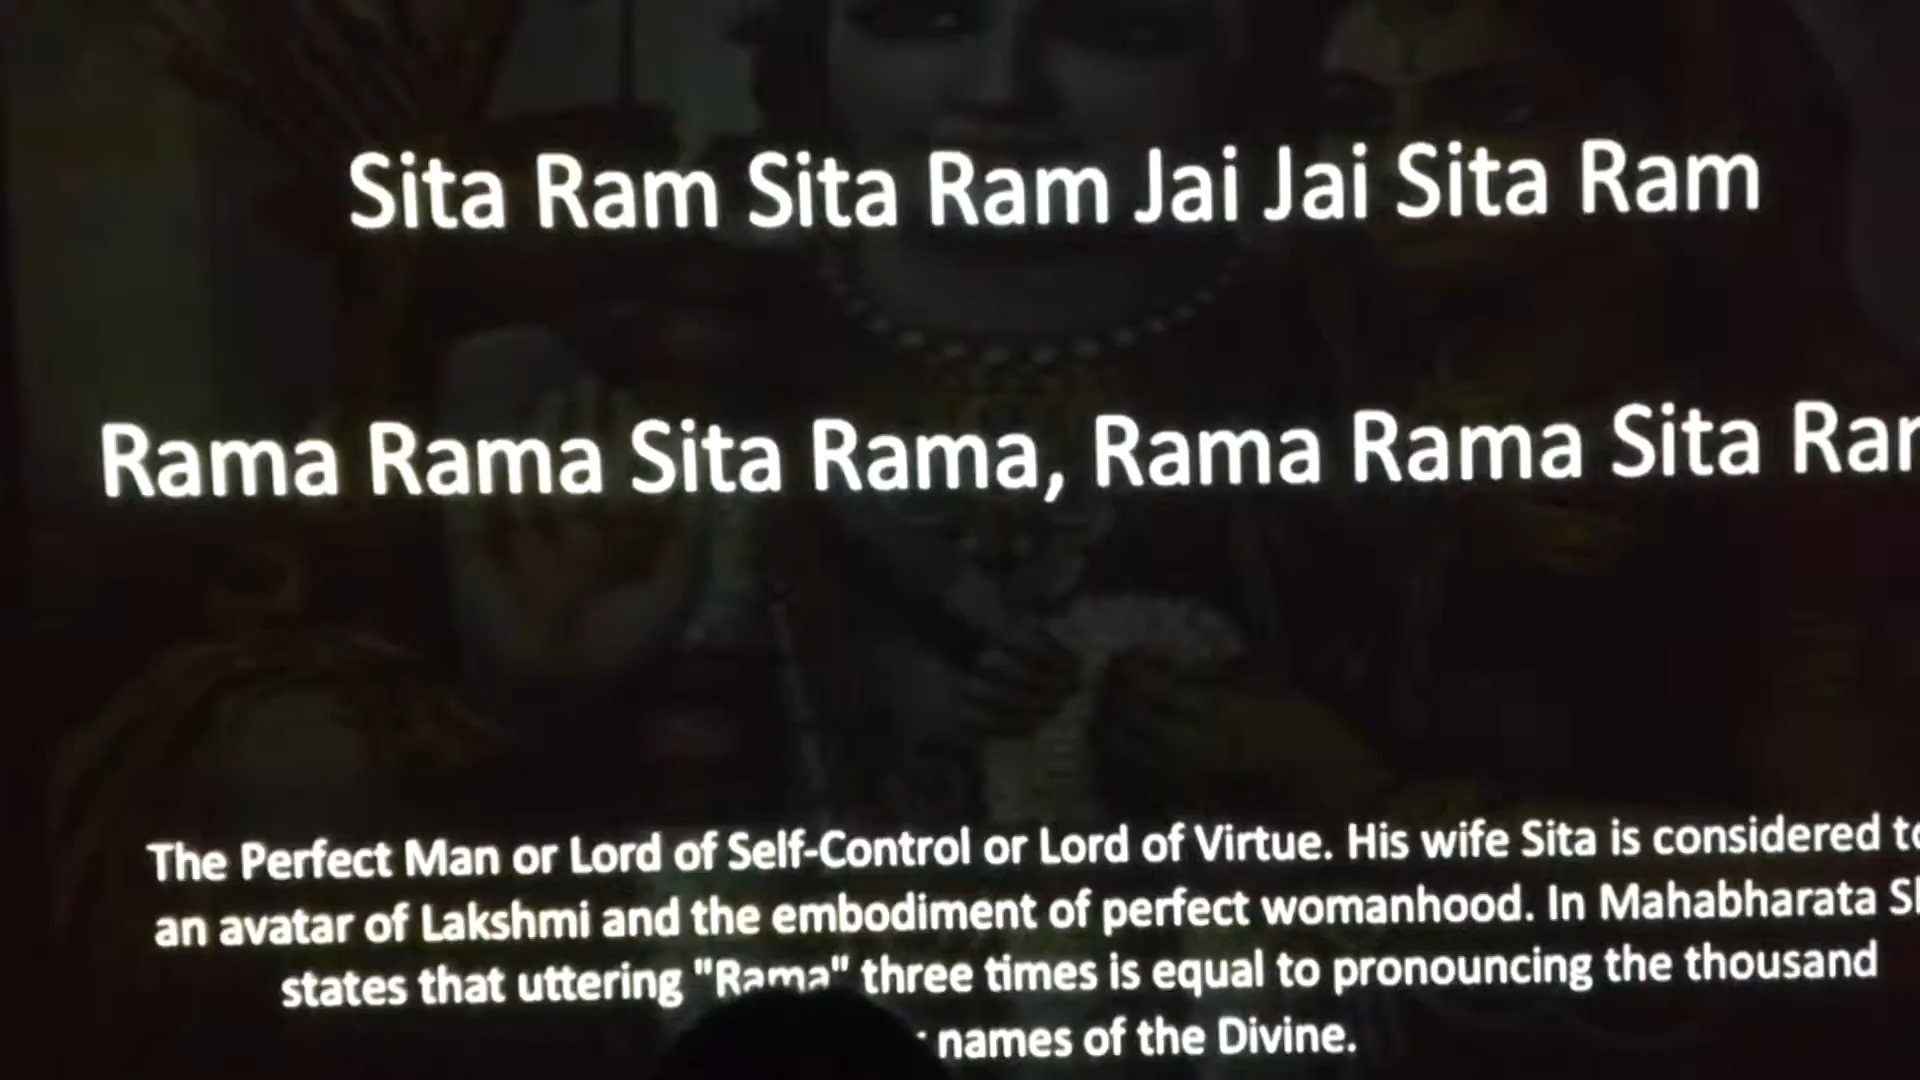 Sita Ram Sita Ram Jai Jai Sita Ram
Rama Rama Sita Rama, Rama Rama Sita
The Perfect Man or Lord of Self-Control or Lord of Virtue. His wife Sita is considered
an avatar of Lakshmi and the embodiment of perfect womanhood. In Mahabharata
states that uttering "Rama" three times is equal to pronouncing the thousand
names of the Divine.